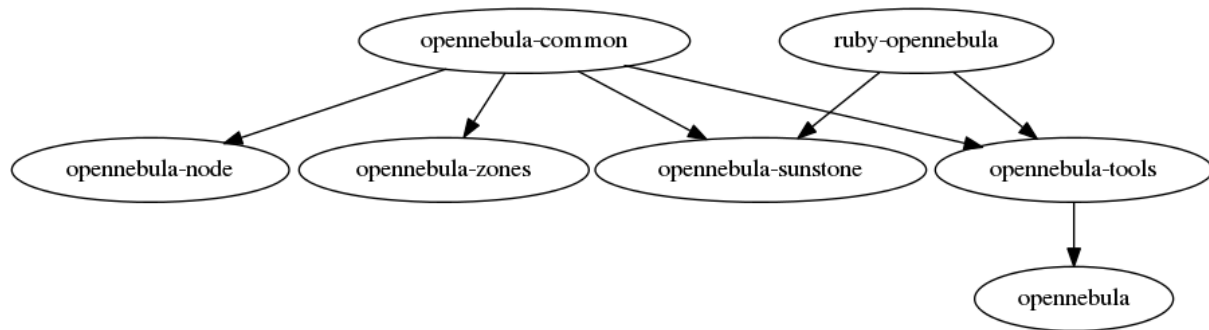 opennebula-common
ruby-opennebula
opennebula-node
opennebula-zones
opennebula-sunstone
opennebula-tools
opennebula